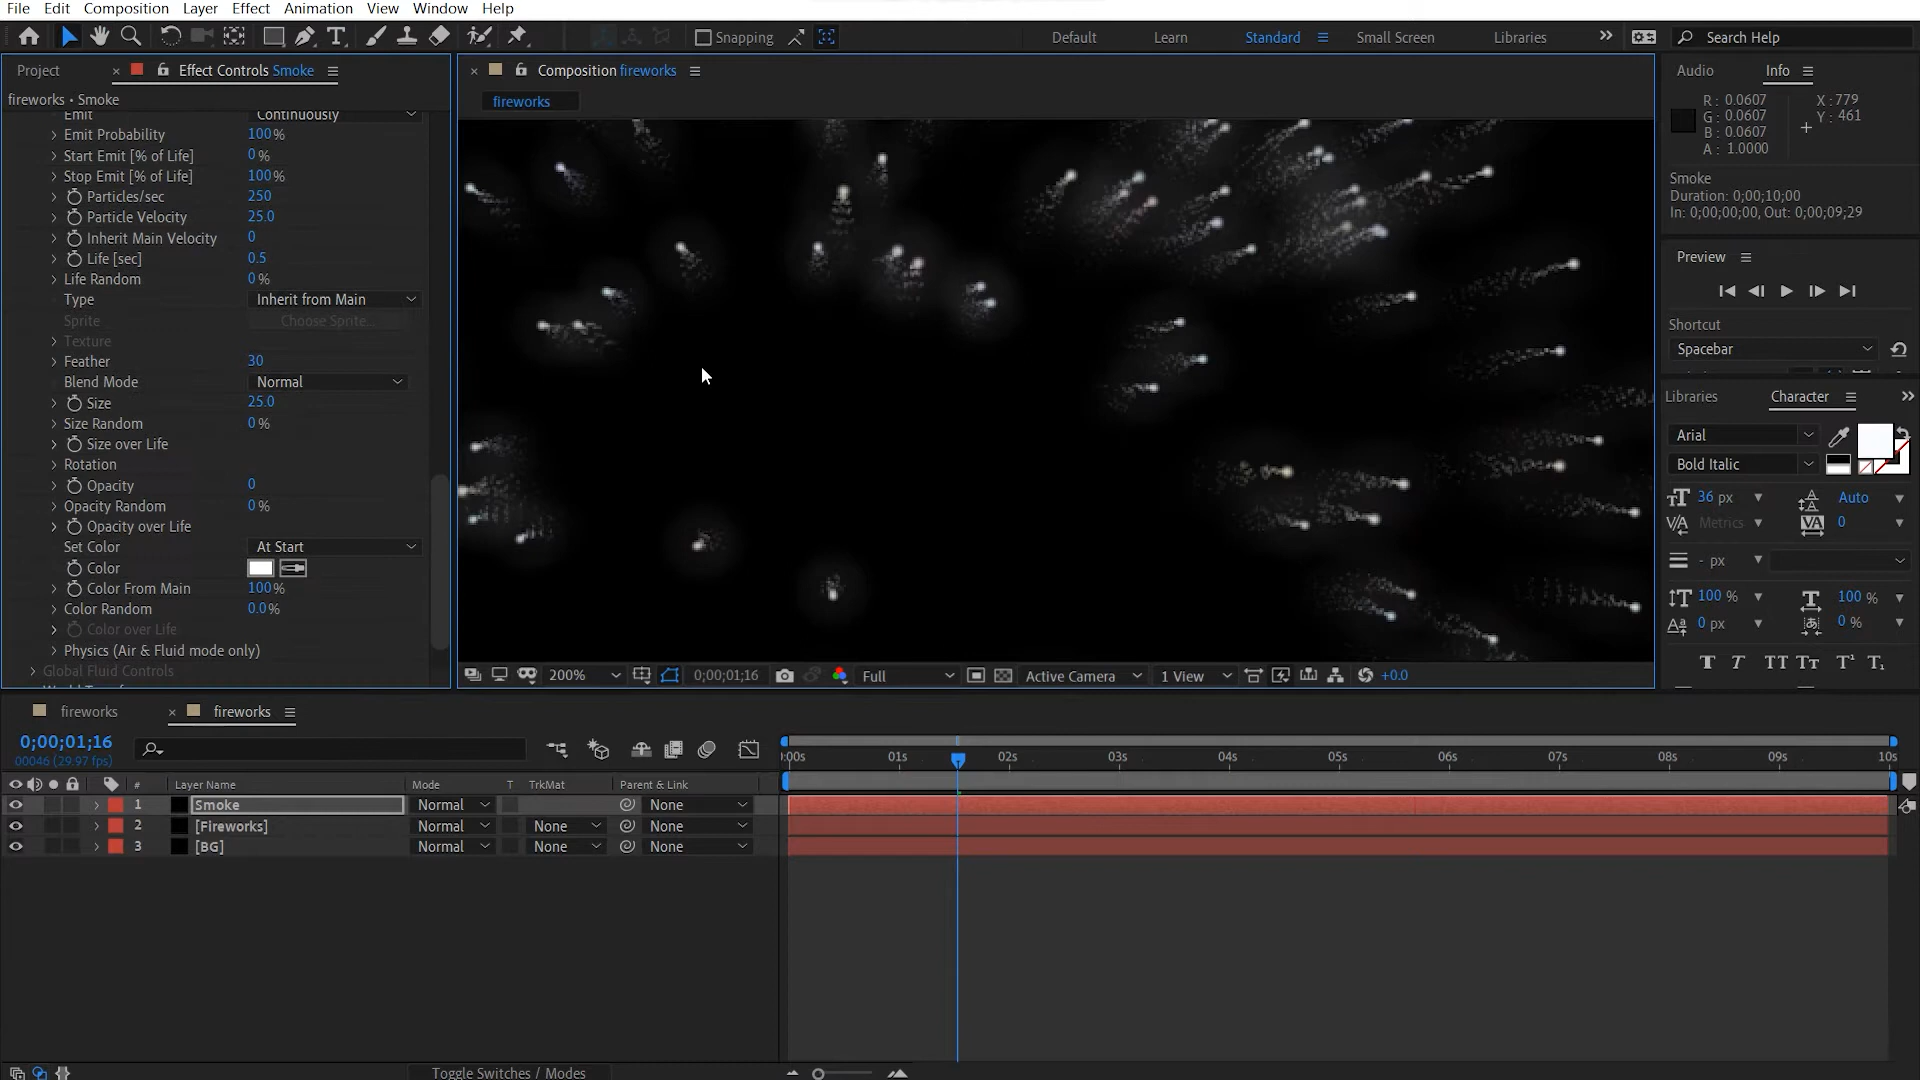 File Edit Composition Layer Effect Animation View Window Help
Snapping
Default Learn Standard Small Screen Libraries
Search Help
Project
Effect Controls Smoke
fireworks • Smoke
Emit Continuously
Emit Probability 100%
Start Emit [% of Life] 0%
Stop Emit [% of Life] 100%
Particles/sec 250
Particle Velocity 25.0
Inherit Main Velocity 0
Life [sec] 0.5
Life Random 0%
Type Inherit from Main
Sprite Choose Sprite...
Texture
Feather 30
Blend Mode Normal
Size 25.0
Size Random 0%
Size over Life
Rotation
Opacity 0
Opacity Random 0%
Opacity over Life
Set Color At Start
Color
Color From Main 100%
Color Random 0.0%
Color over Life
Physics (Air & Fluid mode only)
Global Fluid Controls
Composition fireworks
fireworks
200% 0;00;01;16 Full Active Camera 1 View +0.0
Audio Info
R: 0.0607
G: 0.0607
B: 0.0607
A: 1.0000
X: 779
Y: 461
Smoke
Duration: 0;00;10;00
In: 0;00;00;00, Out: 0;00;09;29
Preview
Shortcut
Spacebar
Libraries Character
Arial
Bold Italic
36 px Auto
Metrics 0
- px
100 % 100 %
0 px 0 %
T T TT Tт T¹ T₁
fireworks fireworks
0;00;01;16
00046 (29.97 fps)
# Layer Name Mode T TrkMat Parent & Link
1 Smoke Normal None
2 [Fireworks] Normal None None
3 [BG] Normal None None
:00s 01s 02s 03s 04s 05s 06s 07s 08s 09s 10s
Toggle Switches / Modes